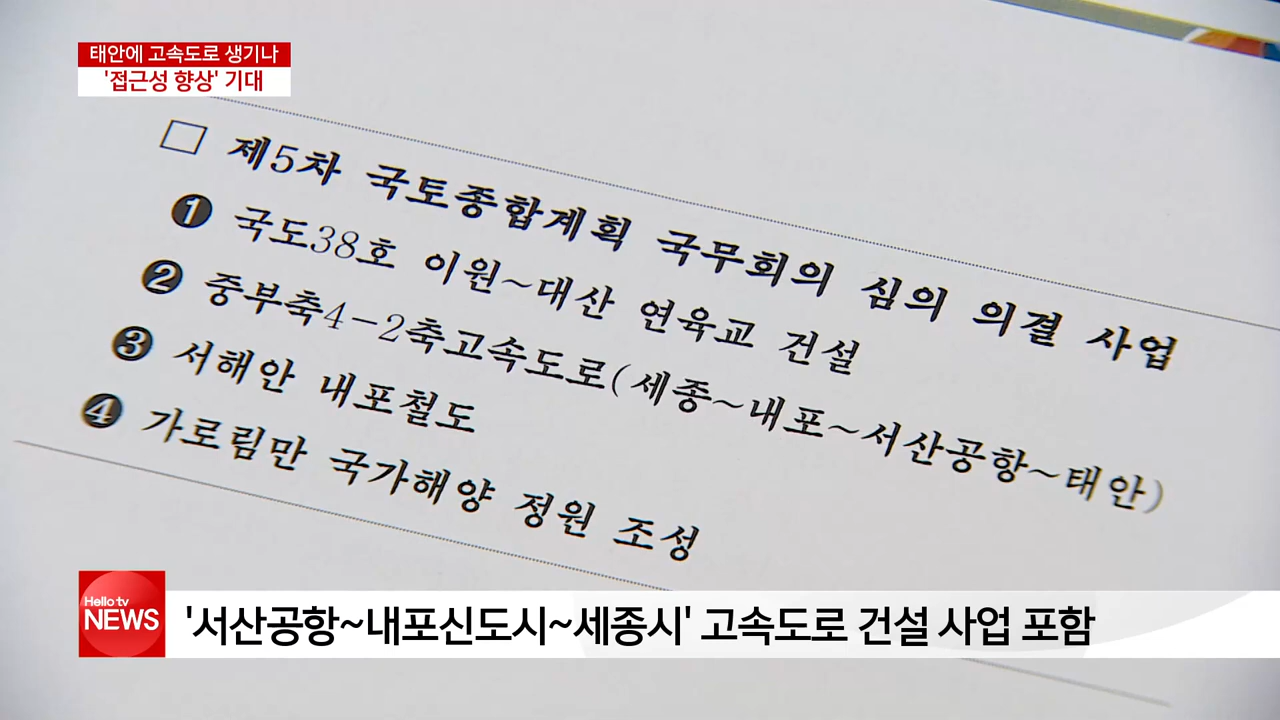 태안에 고속도로 생기나
'접근성 향상' 기대
□ 제5차 국토종합계획 국무회의 심의 의결 사업
❶ 국도38호 이원~대산 연육교 건설
❷ 중부축4-2축고속도로(세종~내포~서산공항~태안)
❸ 서해안 내포철도
❹ 가로림만 국가해양 정원 조성
Hello tv
NEWS
'서산공항~내포신도시~세종시' 고속도로 건설 사업 포함